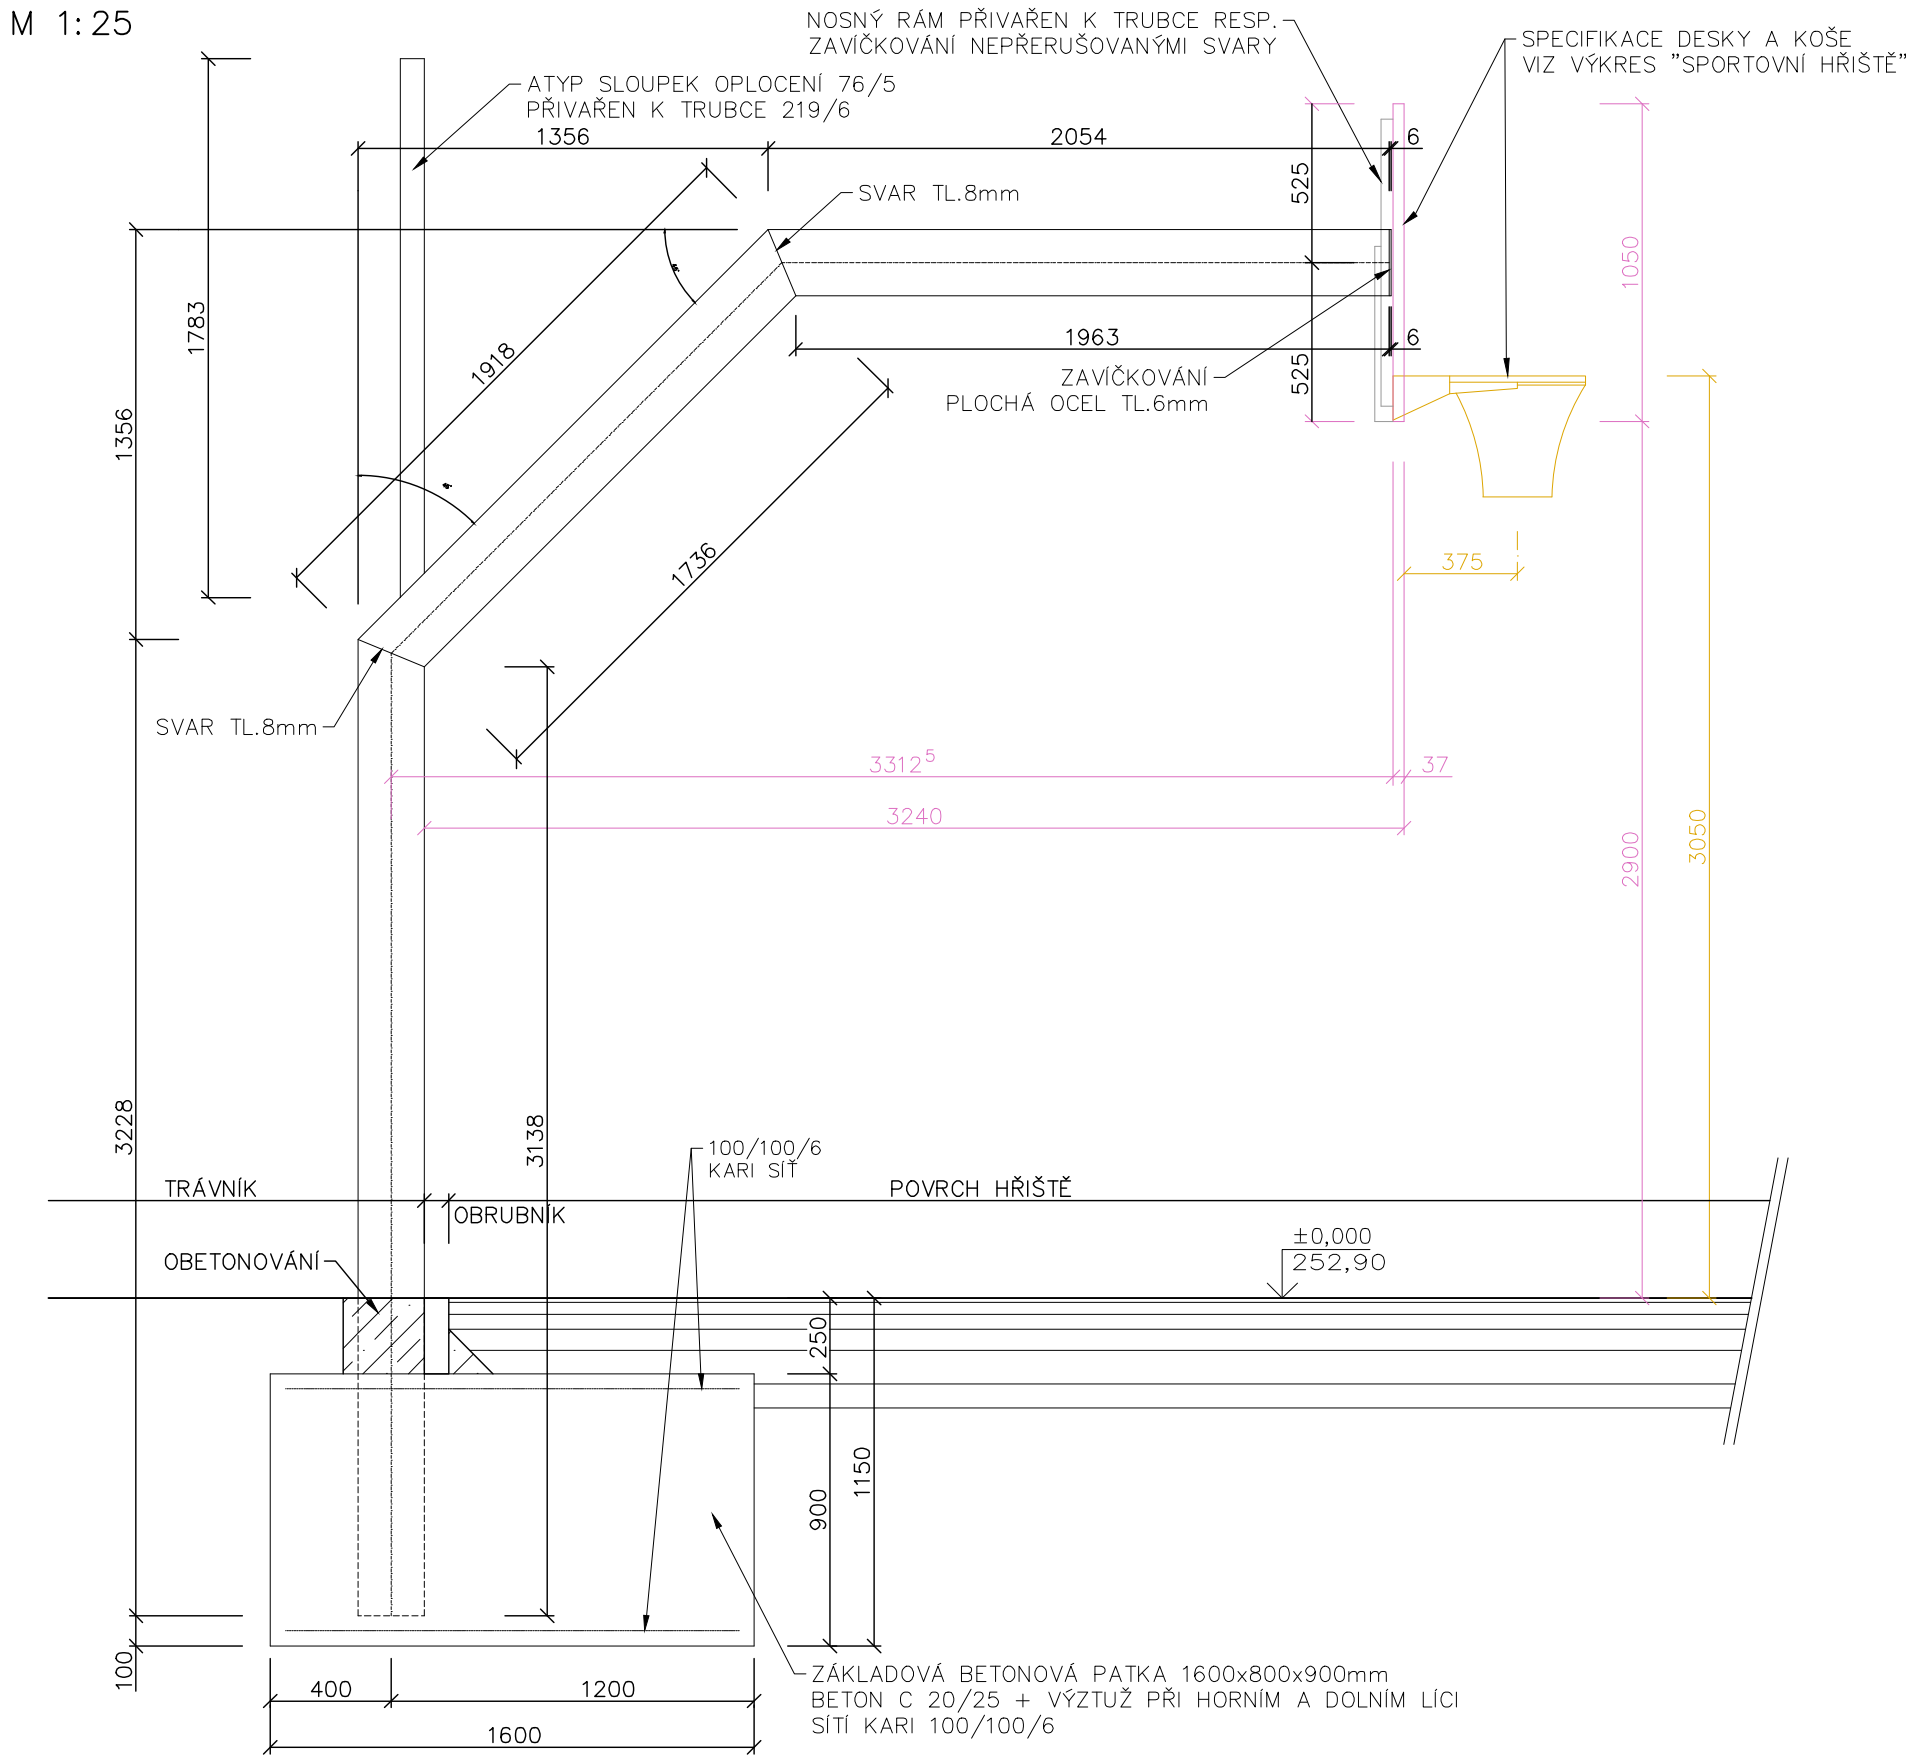 M 1:25
NOSNÝ RÁM PŘIVAŘEN K TRUBCE RESP.
ZAVÍČKOVÁNÍ NEPŘERUŠOVANÝMI SVARY
SPECIFIKACE DESKY A KOŠE
VIZ VÝKRES "SPORTOVNÍ HŘIŠTĚ"
ATYP SLOUPEK OPLOCENÍ 76/5
PŘIVAŘEN K TRUBCE 219/6
1356
2054
6
525
SVAR TL.8mm
1050
1783
1918
1963
6
525
ZAVÍČKOVÁNÍ
PLOCHÁ OCEL TL.6mm
1356
1736
375
SVAR TL.8mm
3312⁵
37
3240
2900
3050
3228
3138
100/100/6
KARI SÍŤ
TRÁVNÍK
OBRUBNÍK
POVRCH HŘIŠTĚ
±0,000
252,90
OBETONOVÁNÍ
250
1150
900
100
400
1200
1600
ZÁKLADOVÁ BETONOVÁ PATKA 1600x800x900mm
BETON C 20/25 + VÝZTUŽ PŘI HORNÍM A DOLNÍM LÍCI
SÍTÍ KARI 100/100/6